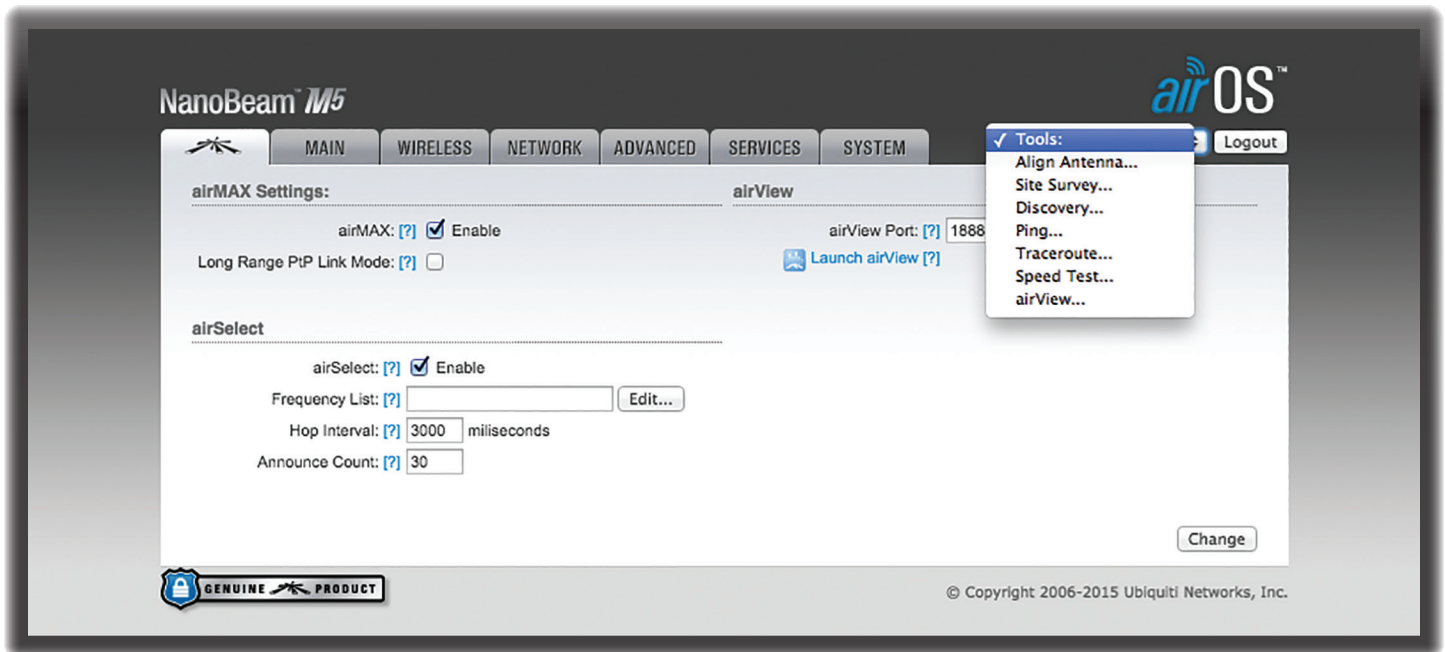 NanoBeam™ M5
airOS™
MAIN
WIRELESS
NETWORK
ADVANCED
SERVICES
SYSTEM
✓ Tools:
Align Antenna...
Site Survey...
Discovery...
Ping...
Traceroute...
Speed Test...
airView...
Logout
airMAX Settings:
airMAX: [?] Enable
Long Range PtP Link Mode: [?]
airView
airView Port: [?] 1888
Launch airView [?]
airSelect
airSelect: [?] Enable
Frequency List: [?] Edit...
Hop Interval: [?] 3000 miliseconds
Announce Count: [?] 30
Change
GENUINE PRODUCT
© Copyright 2006-2015 Ubiquiti Networks, Inc.